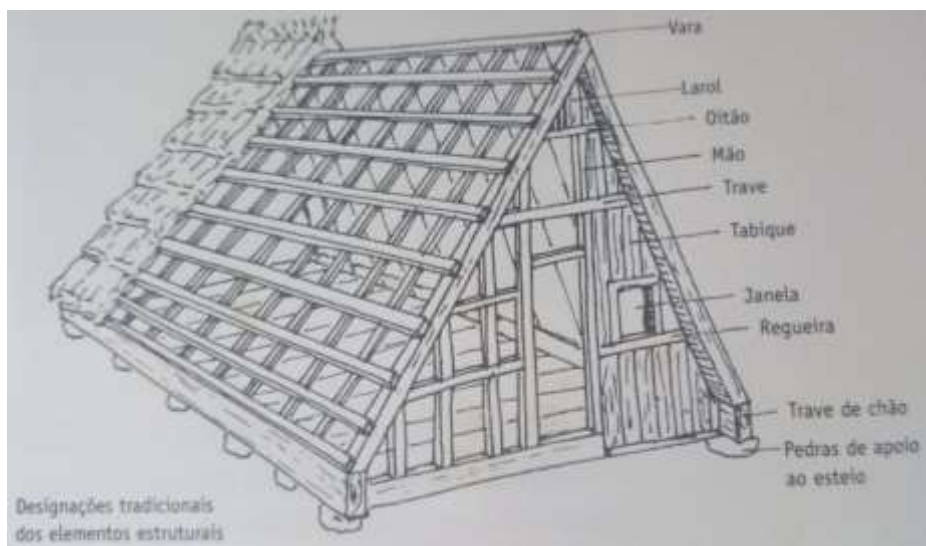 Vara
Larol
Oitão
Mão
Trave
Tabique
Janela
Regueira
Trave de chão
Pedras de apoio
ao esteio
Designações tradicionais
dos elementos estruturais